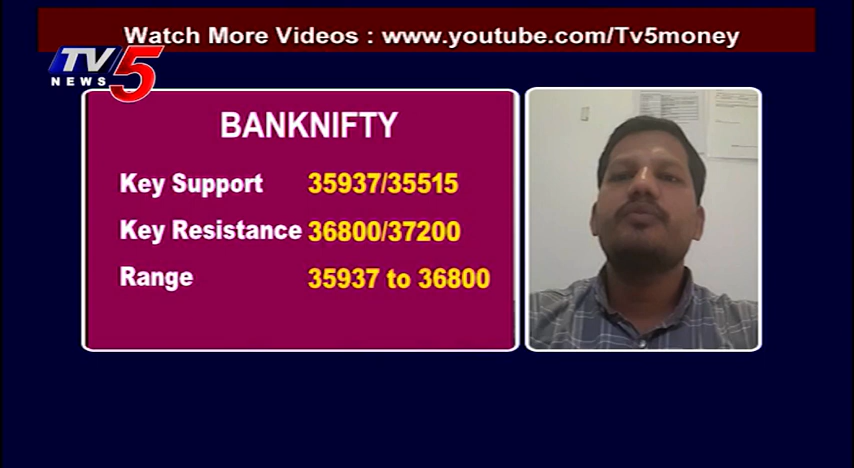 Watch More Videos : www.youtube.com/Tv5money
TV5
NEWS
BANKNIFTY
Key Support 35937/35515
Key Resistance 36800/37200
Range 35937 to 36800